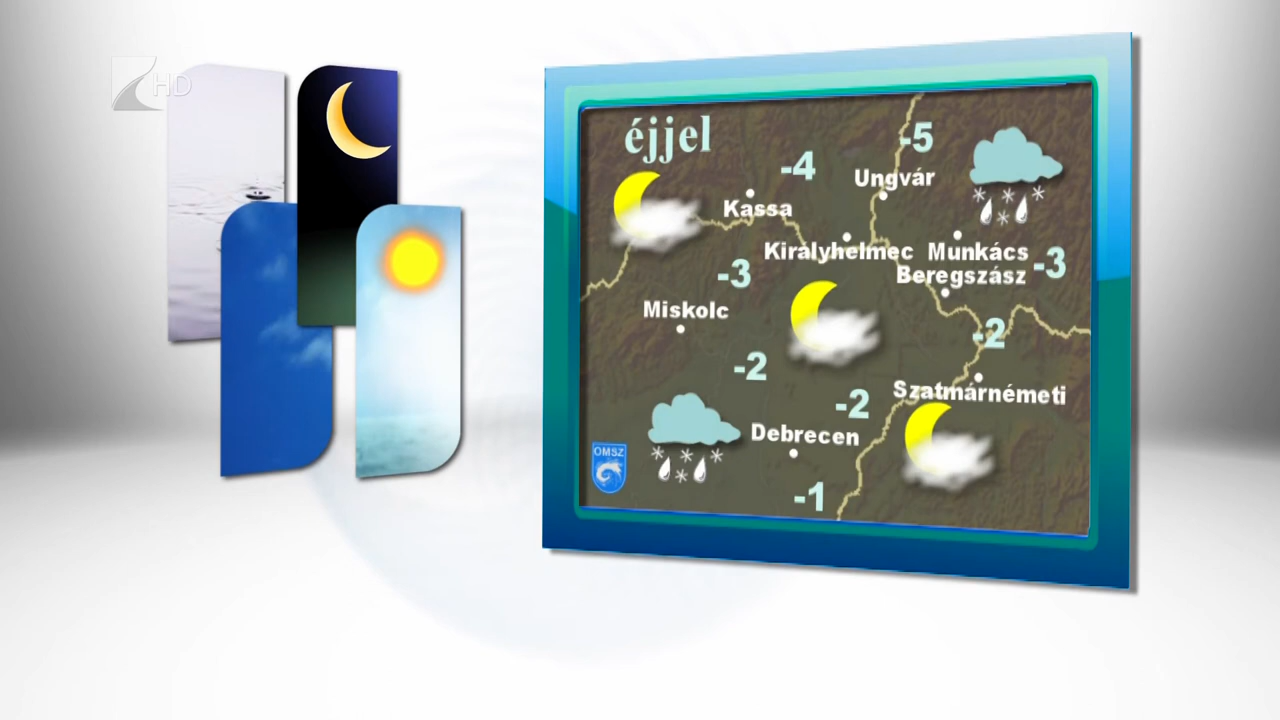 HD
éjjel
-5
-4
Ungvár
Kassa
Királyhelmec
Munkács
-3
Beregszász
-3
Miskolc
-2
-2
Szatmárnémeti
-2
Debrecen
OMSZ
-1